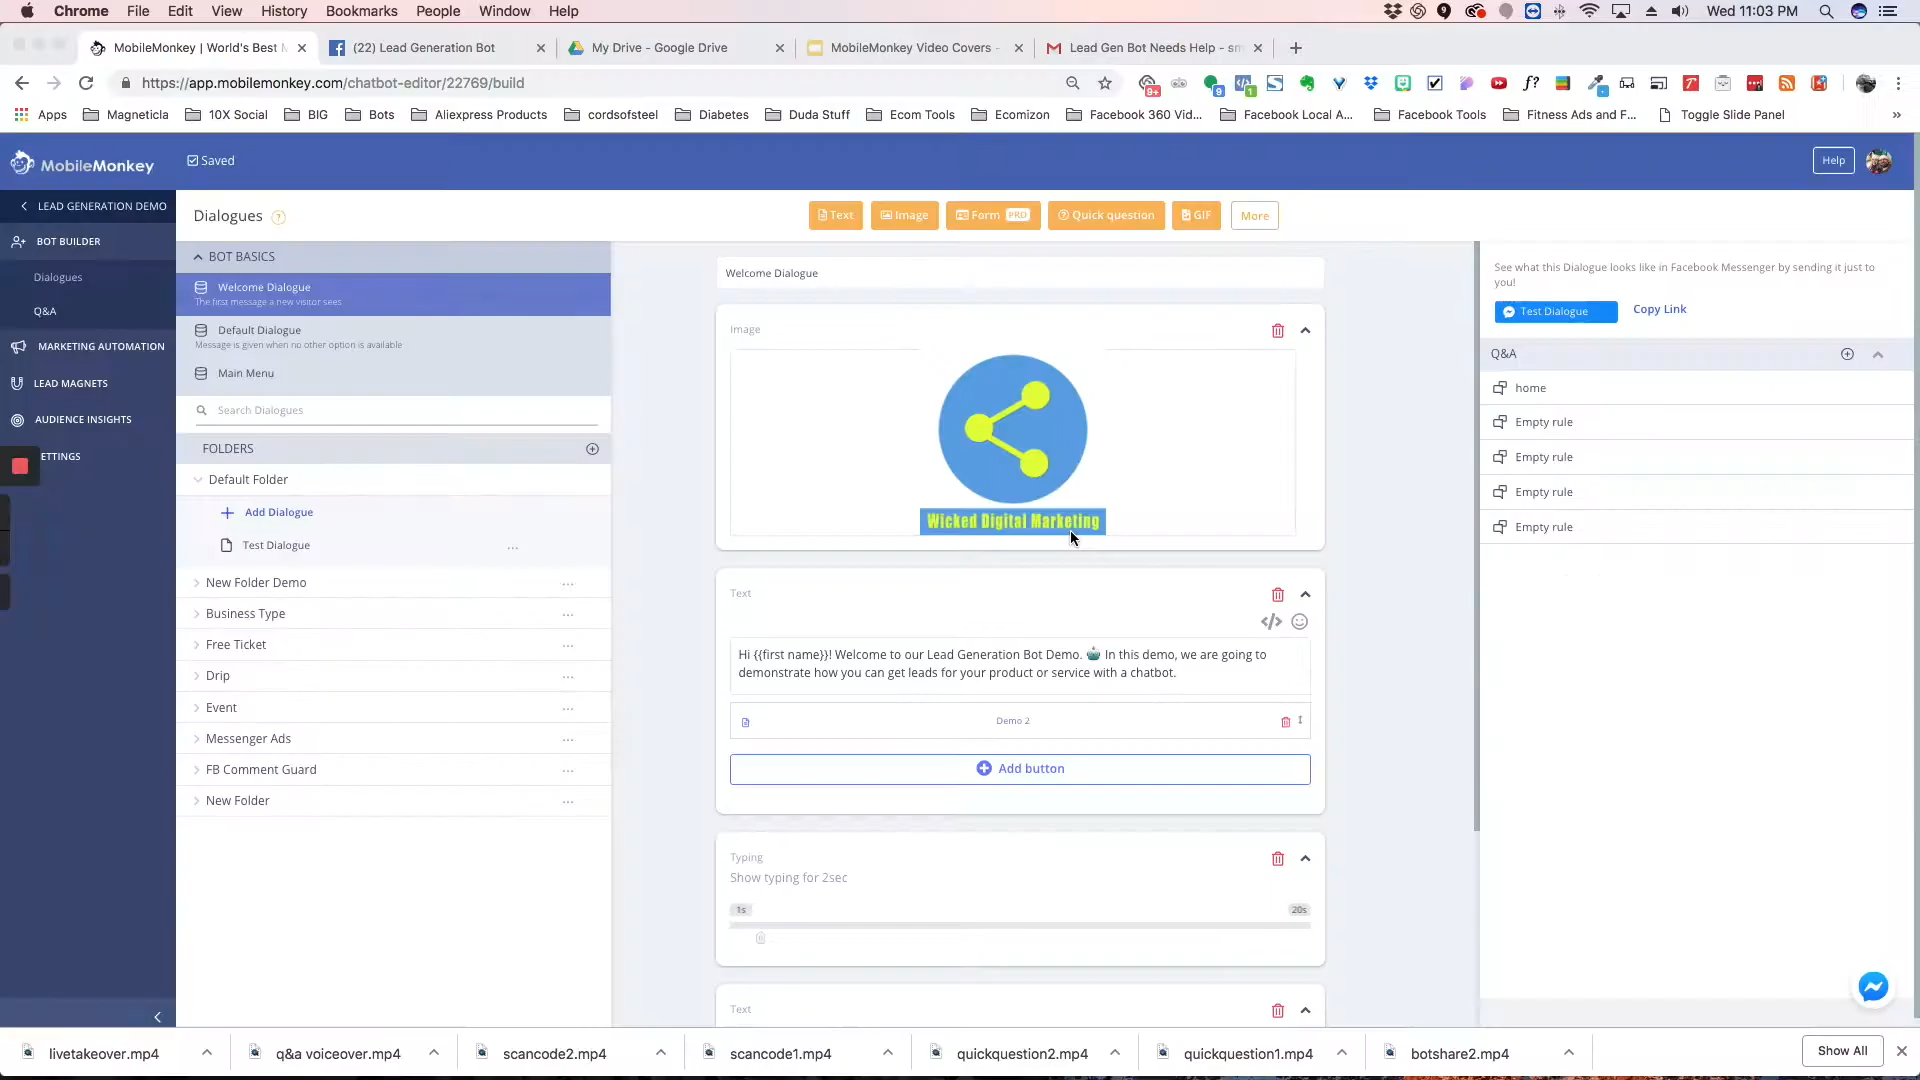 Chrome File Edit View History Bookmarks People Window Help
Wed 11:03 PM
MobileMonkey | World's Best M
(22) Lead Generation Bot
My Drive - Google Drive
MobileMonkey Video Covers -
Lead Gen Bot Needs Help - sm
https://app.mobilemonkey.com/chatbot-editor/22769/build
9+
9
1
f?
Apps
Magneticla
10X Social
BIG
Bots
Aliexpress Products
cordsofsteel
Diabetes
Duda Stuff
Ecom Tools
Ecomizon
Facebook 360 Vid...
Facebook Local A...
Facebook Tools
Fitness Ads and F...
Toggle Slide Panel
»
MobileMonkey
Saved
Help
LEAD GENERATION DEMO
BOT BUILDER
Dialogues
Q&A
MARKETING AUTOMATION
LEAD MAGNETS
AUDIENCE INSIGHTS
ETTINGS
Dialogues ?
Text
Image
Form PRO
Quick question
GIF
More
BOT BASICS
Welcome Dialogue
The first message a new visitor sees
Default Dialogue
Message is given when no other option is available
Main Menu
Search Dialogues
FOLDERS
Default Folder
Add Dialogue
Test Dialogue ...
New Folder Demo ...
Business Type ...
Free Ticket ...
Drip ...
Event ...
Messenger Ads ...
FB Comment Guard ...
New Folder ...
Welcome Dialogue
Image
Wicked Digital Marketing
Text
</>
Hi {{first name}}! Welcome to our Lead Generation Bot Demo. 🤖 In this demo, we are going to
demonstrate how you can get leads for your product or service with a chatbot.
Demo 2
Add button
Typing
Show typing for 2sec
1s
20s
Text
See what this Dialogue looks like in Facebook Messenger by sending it just to
you!
Test Dialogue
Copy Link
Q&A
home
Empty rule
Empty rule
Empty rule
Empty rule
livetakeover.mp4
q&a voiceover.mp4
scancode2.mp4
scancode1.mp4
quickquestion2.mp4
quickquestion1.mp4
botshare2.mp4
Show All